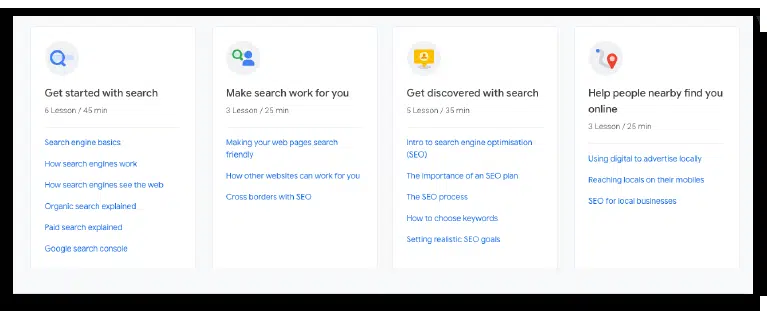 Get started with search
6 Lesson / 45 min
Search engine basics
How search engines work
How search engines see the web
Organic search explained
Paid search explained
Google search console
Make search work for you
3 Lesson / 25 min
Making your web pages search
friendly
How other websites can work for you
Cross borders with SEO
Get discovered with search
5 Lesson / 35 min
Intro to search engine optimisation
(SEO)
The importance of an SEO plan
The SEO process
How to choose keywords
Setting realistic SEO goals
Help people nearby find you
online
3 Lesson / 25 min
Using digital to advertise locally
Reaching locals on their mobiles
SEO for local businesses